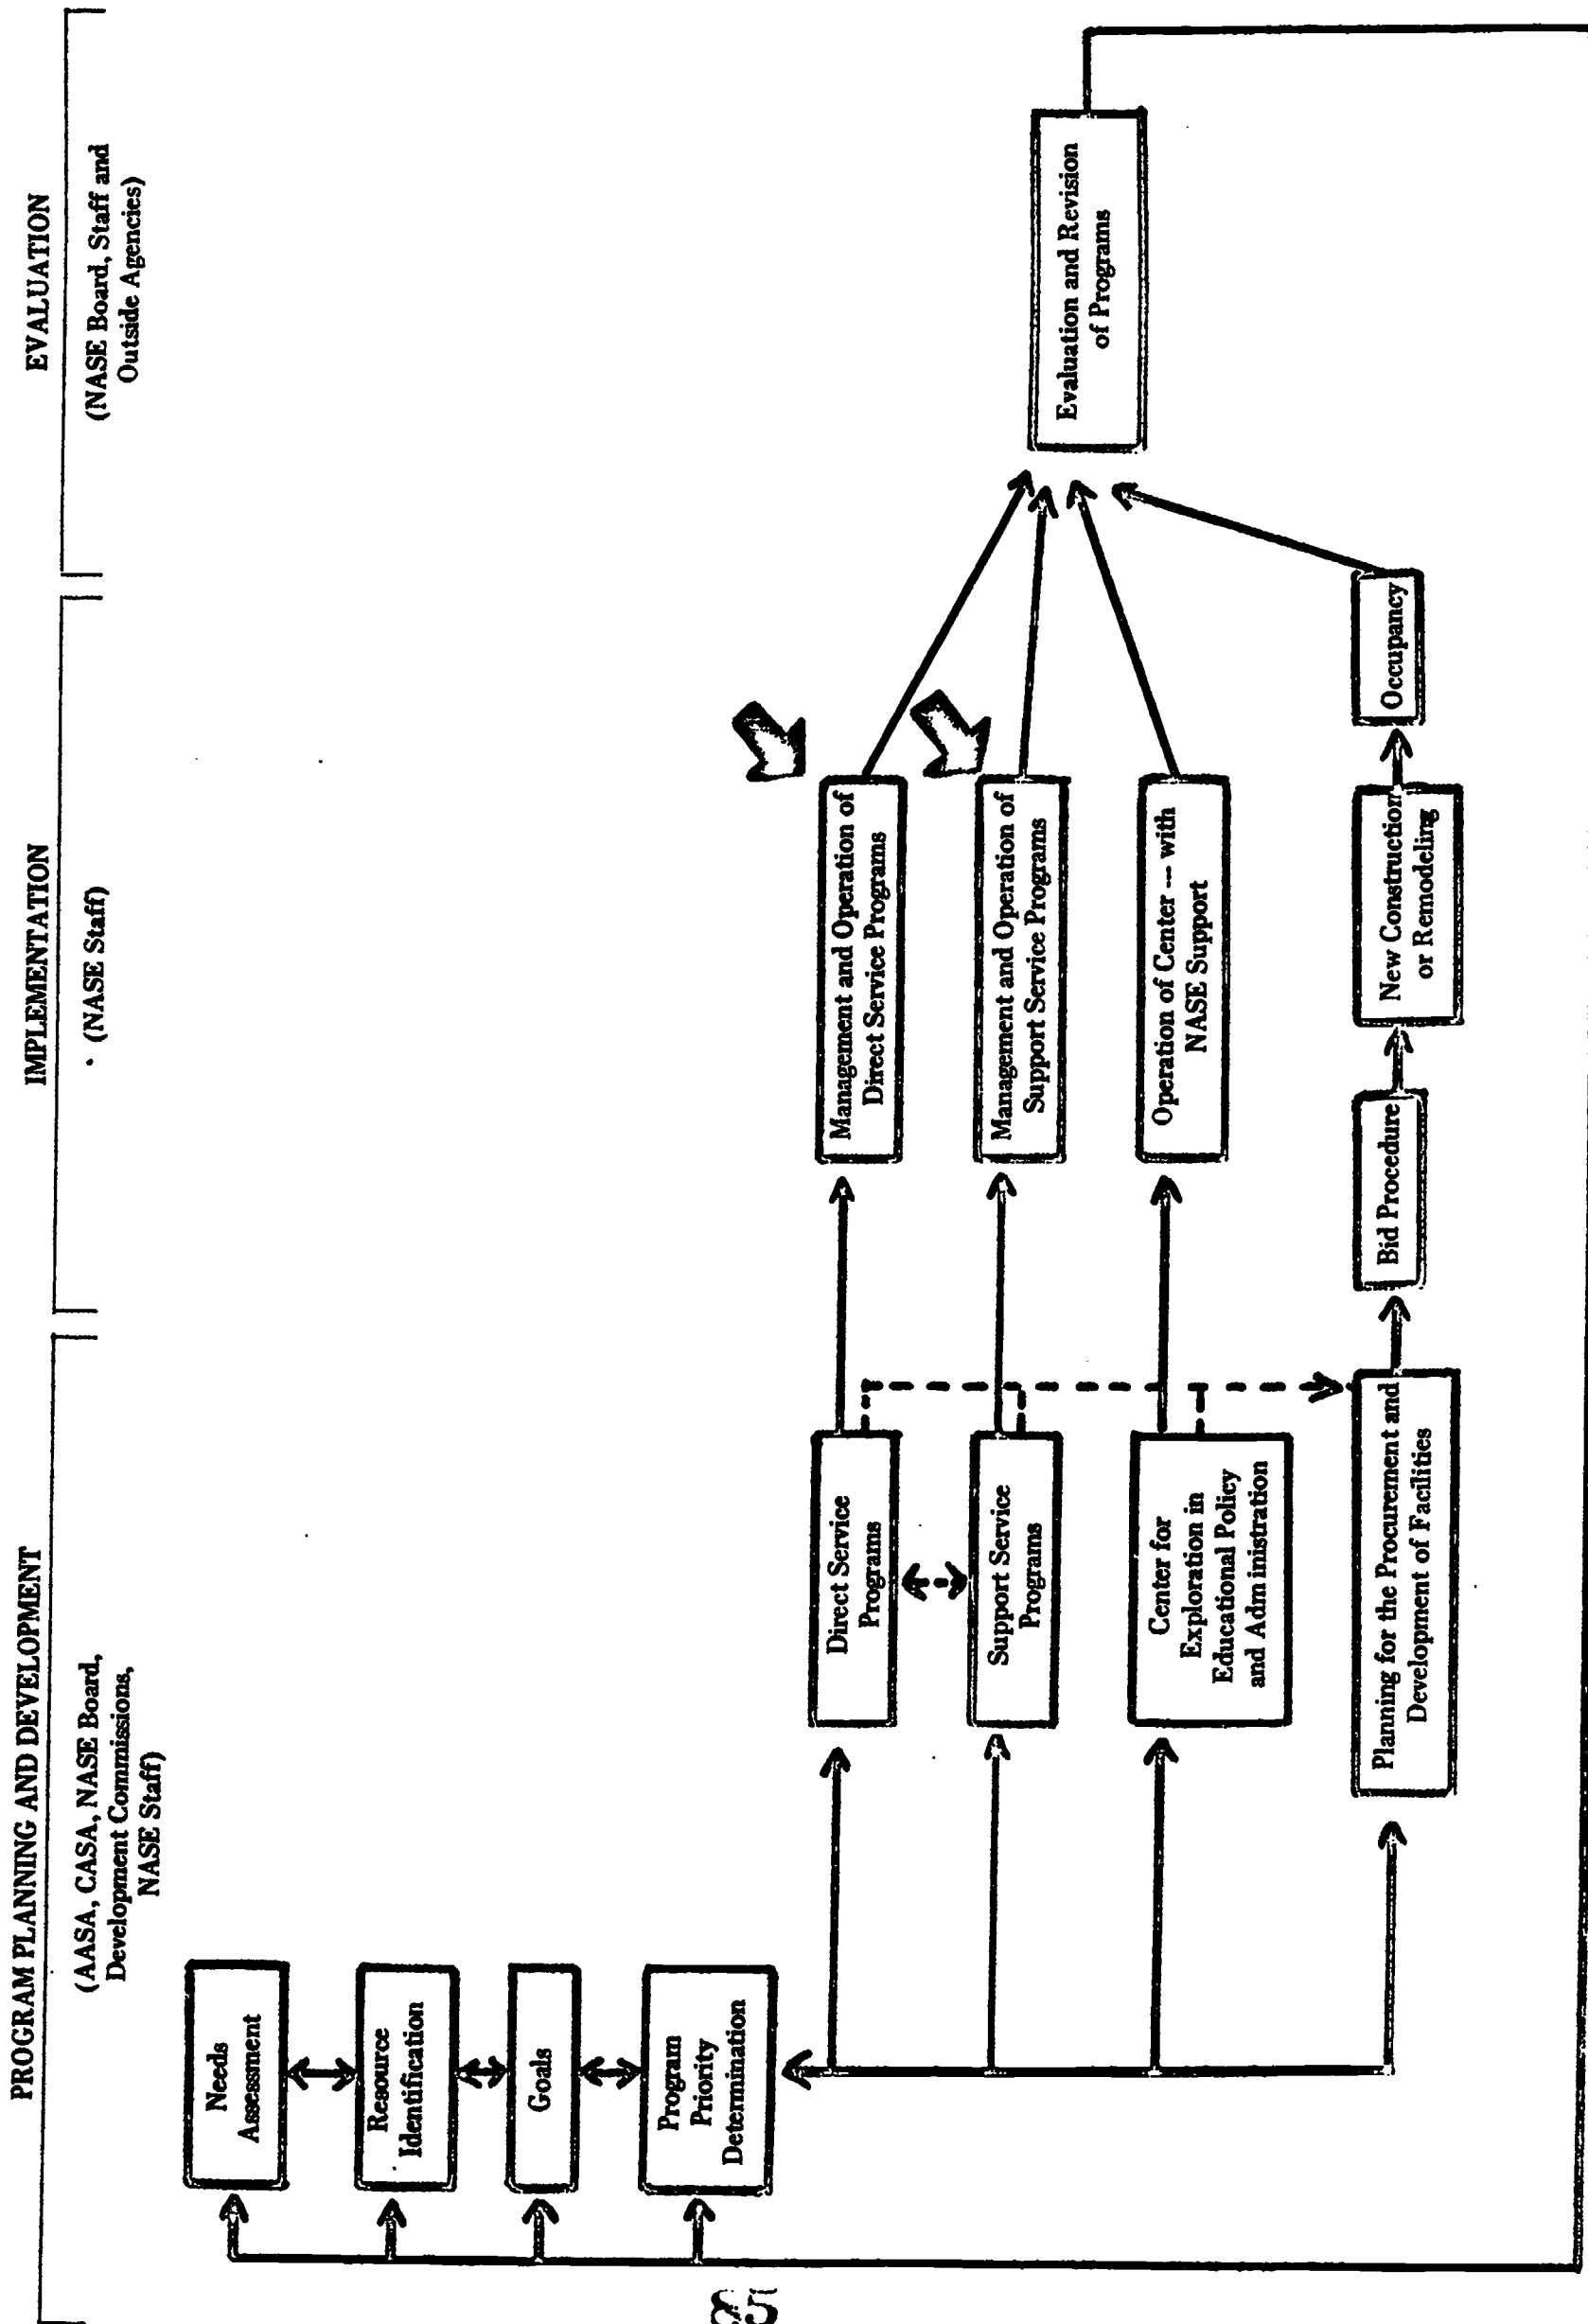 PROGRAM PLANNING AND DEVELOPMENT
(AASA, CASA, NASE Board,
Development Commissions,
NASE Staff)
IMPLEMENTATION
(NASE Staff)
EVALUATION
(NASE Board, Staff and
Outside Agencies)
Needs
Assessment
Resource
Identification
Goals
Program
Priority
Determination
Direct Service
Programs
Support Service
Programs
Center for
Exploration in
Educational Policy
and Administration
Planning for the Procurement and
Development of Facilities
Management and Operation of
Direct Service Programs
Management and Operation of
Support Service Programs
Operation of Center --- with
NASE Support
Bid Procedure
New Construction
or Remodeling
Occupancy
Evaluation and Revision
of Programs
85